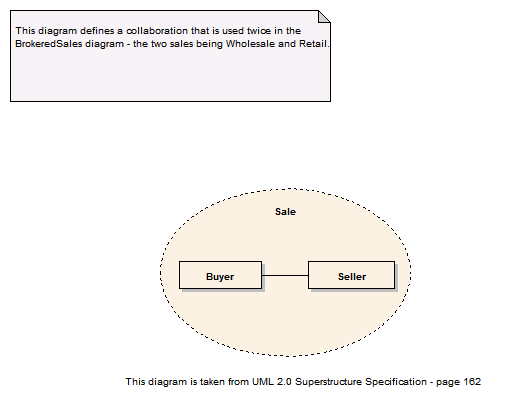 This diagram defines a collaboration that is used twice in the
BrokeredSales diagram - the two sales being Wholesale and Retail.
Sale
Buyer
Seller
This diagram is taken from UML 2.0 Superstructure Specification - page 162